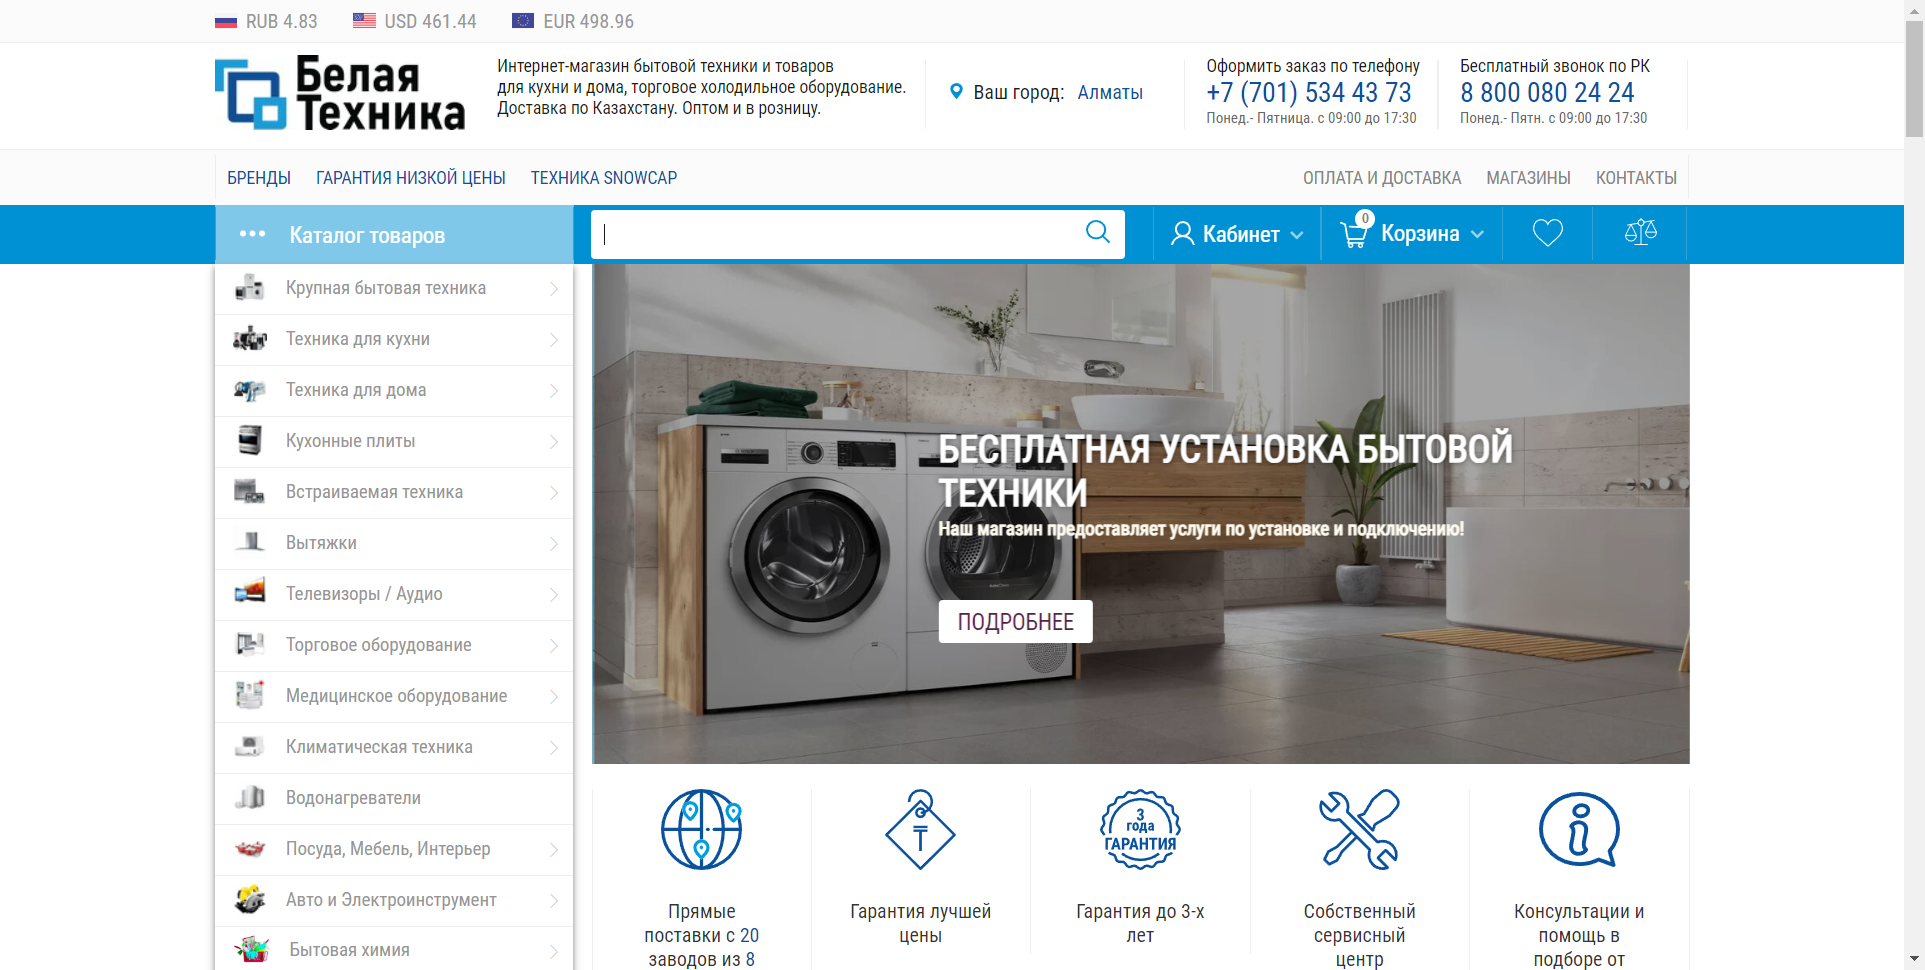 RUB 4.83 USD 461.44 EUR 498.96
Белая
Техника
Интернет-магазин бытовой техники и товаров
для кухни и дома, торговое холодильное оборудование.
Доставка по Казахстану. Оптом и в розницу.
Ваш город: Алматы
Оформить заказ по телефону
+7 (701) 534 43 73
Понед.- Пятница. с 09:00 до 17:30
Бесплатный звонок по РК
8 800 080 24 24
Понед.- Пятн. с 09:00 до 17:30
БРЕНДЫ ГАРАНТИЯ НИЗКОЙ ЦЕНЫ ТЕХНИКА SNOWCAP ОПЛАТА И ДОСТАВКА МАГАЗИНЫ КОНТАКТЫ
Каталог товаров
Кабинет
0
Корзина
Крупная бытовая техника
Техника для кухни
Техника для дома
Кухонные плиты
Встраиваемая техника
Вытяжки
Телевизоры / Аудио
Торговое оборудование
Медицинское оборудование
Климатическая техника
Водонагреватели
Посуда, Мебель, Интерьер
Авто и Электроинструмент
Бытовая химия
БЕСПЛАТНАЯ УСТАНОВКА БЫТОВОЙ
ТЕХНИКИ
Наш магазин предоставляет услуги по установке и подключению!
ПОДРОБНЕЕ
Прямые
поставки с 20
заводов из 8
₸
Гарантия лучшей
цены
3
года
ГАРАНТИЯ
Гарантия до 3-х
лет
Собственный
сервисный
центр
Консультации и
помощь в
подборе от